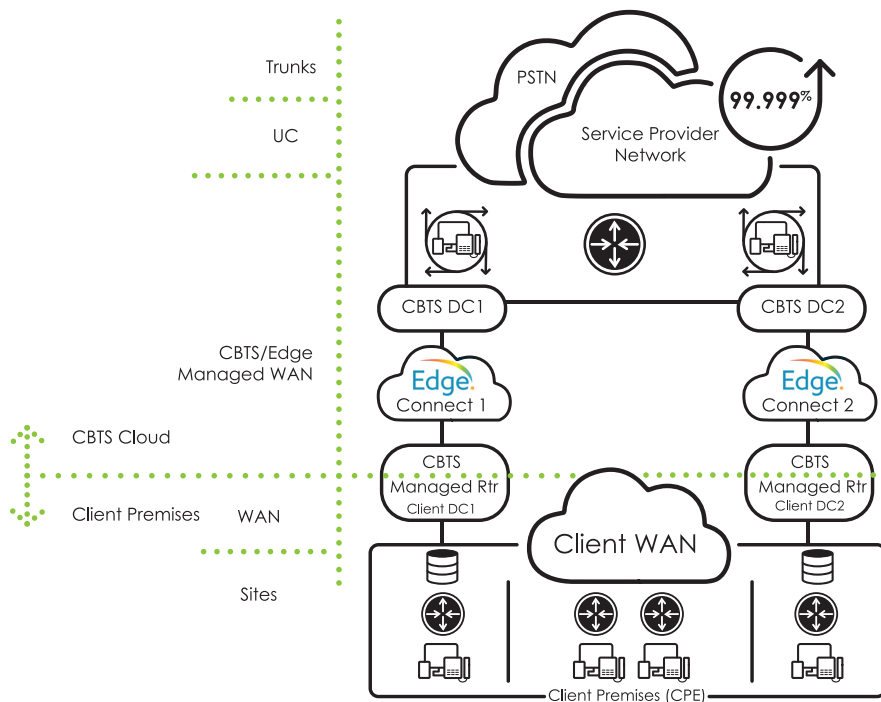 Trunks
PSTN
99.999%
UC
Service Provider
Network
CBTS DC1
CBTS DC2
CBTS/Edge
Managed WAN
Edge.
Connect 1
Edge.
Connect 2
CBTS Cloud
CBTS
Managed Rtr
Client DC1
CBTS
Managed Rtr
Client DC2
Client Premises
WAN
Client WAN
Sites
Client Premises (CPE)